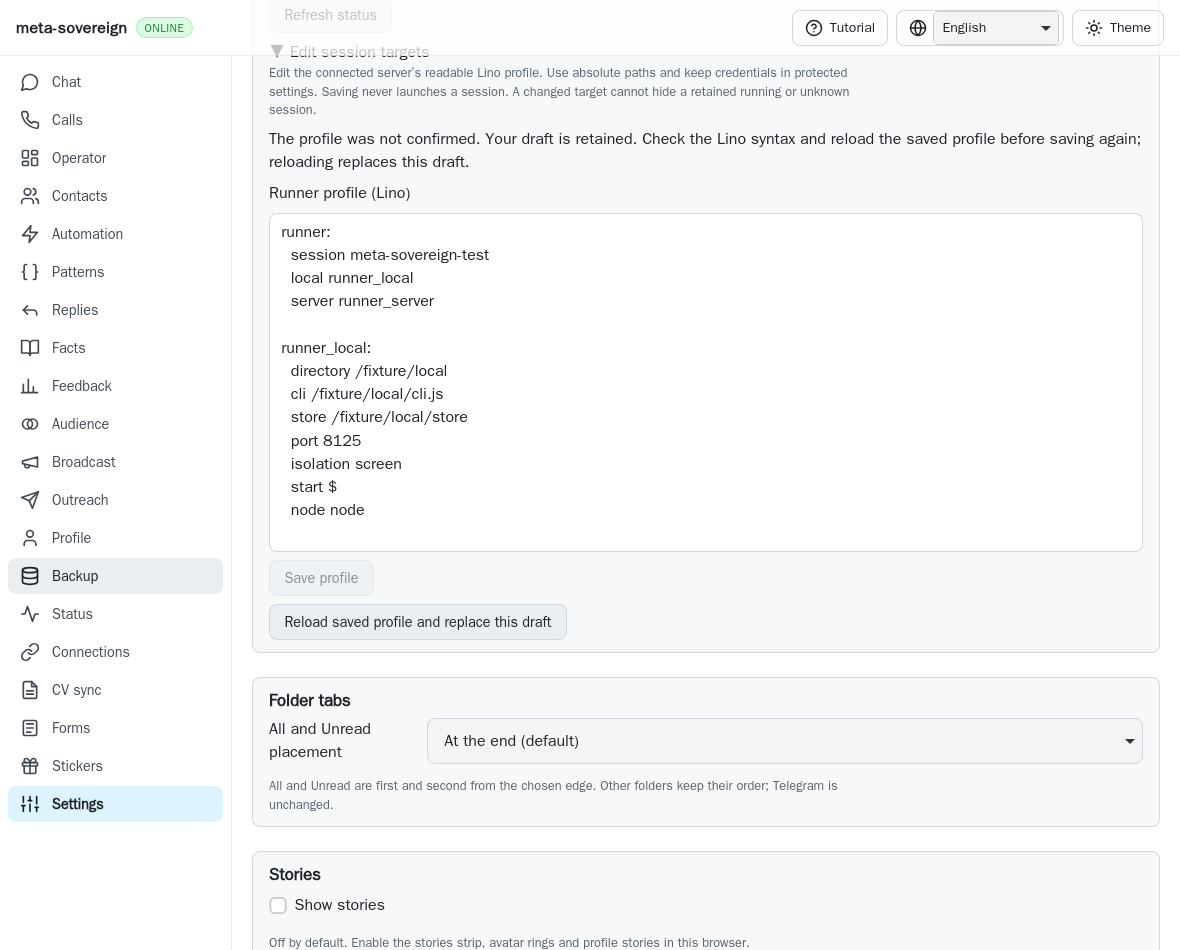 meta-sovereign
ONLINE
Tutorial
English
Theme
Chat
Calls
Operator
Contacts
Automation
Patterns
Replies
Facts
Feedback
Audience
Broadcast
Outreach
Profile
Backup
Status
Connections
CV sync
Forms
Stickers
Settings
Refresh status
▼ Edit session targets
Edit the connected server's readable Lino profile. Use absolute paths and keep credentials in protected
settings. Saving never launches a session. A changed target cannot hide a retained running or unknown
session.
The profile was not confirmed. Your draft is retained. Check the Lino syntax and reload the saved profile before saving again;
reloading replaces this draft.
Runner profile (Lino)
runner:
  session meta-sovereign-test
  local runner_local
  server runner_server

runner_local:
  directory /fixture/local
  cli /fixture/local/cli.js
  store /fixture/local/store
  port 8125
  isolation screen
  start $
  node node
Save profile
Reload saved profile and replace this draft
Folder tabs
All and Unread
placement
At the end (default)
All and Unread are first and second from the chosen edge. Other folders keep their order; Telegram is
unchanged.
Stories
Show stories
Off by default. Enable the stories strip, avatar rings and profile stories in this browser.